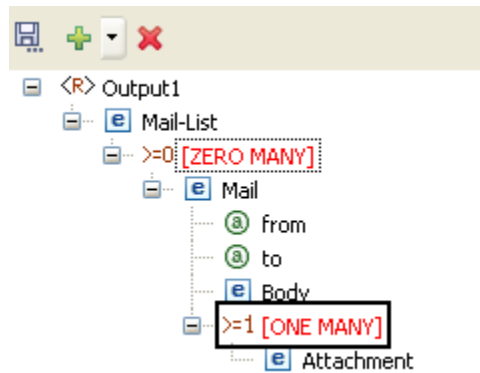 <R> Output1
e Mail-List
>=0 [ZERO MANY]
e Mail
a from
a to
e Body
>=1 [ONE MANY]
e Attachment